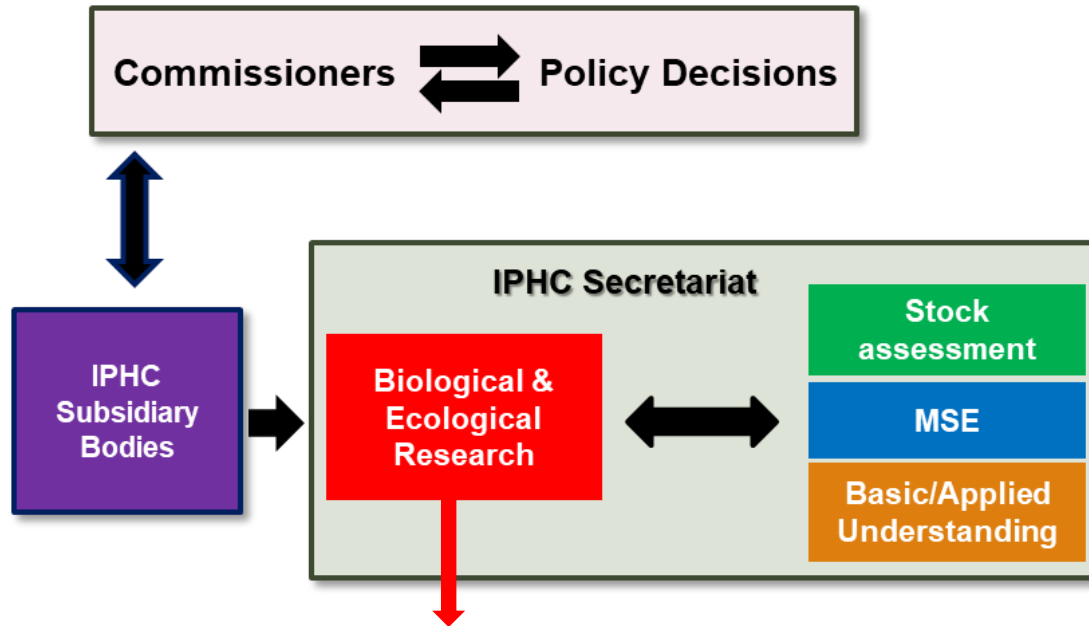 Commissioners Policy Decisions
IPHC Secretariat
IPHC
Subsidiary
Bodies
Biological &
Ecological
Research
Stock
assessment
MSE
Basic/Applied
Understanding